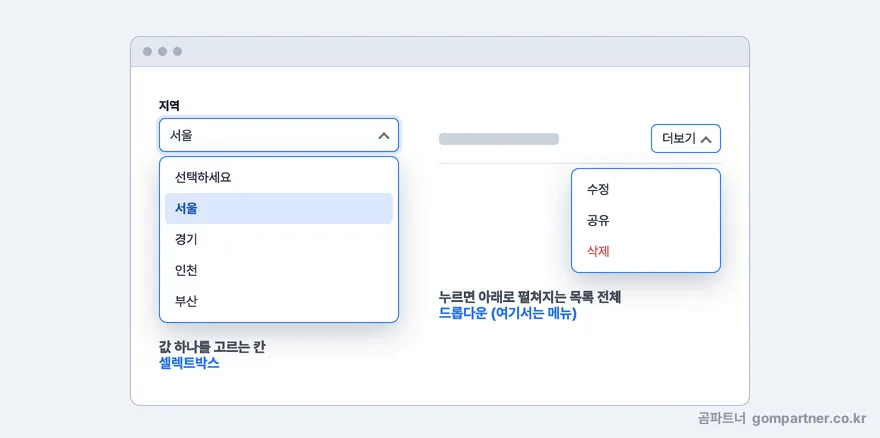 지역
서울
선택하세요
서울
경기
인천
부산
값 하나를 고르는 칸
셀렉트박스
더보기
수정
공유
삭제
누르면 아래로 펼쳐지는 목록 전체
드롭다운 (여기서는 메뉴)
곰파트너 gompartner.co.kr